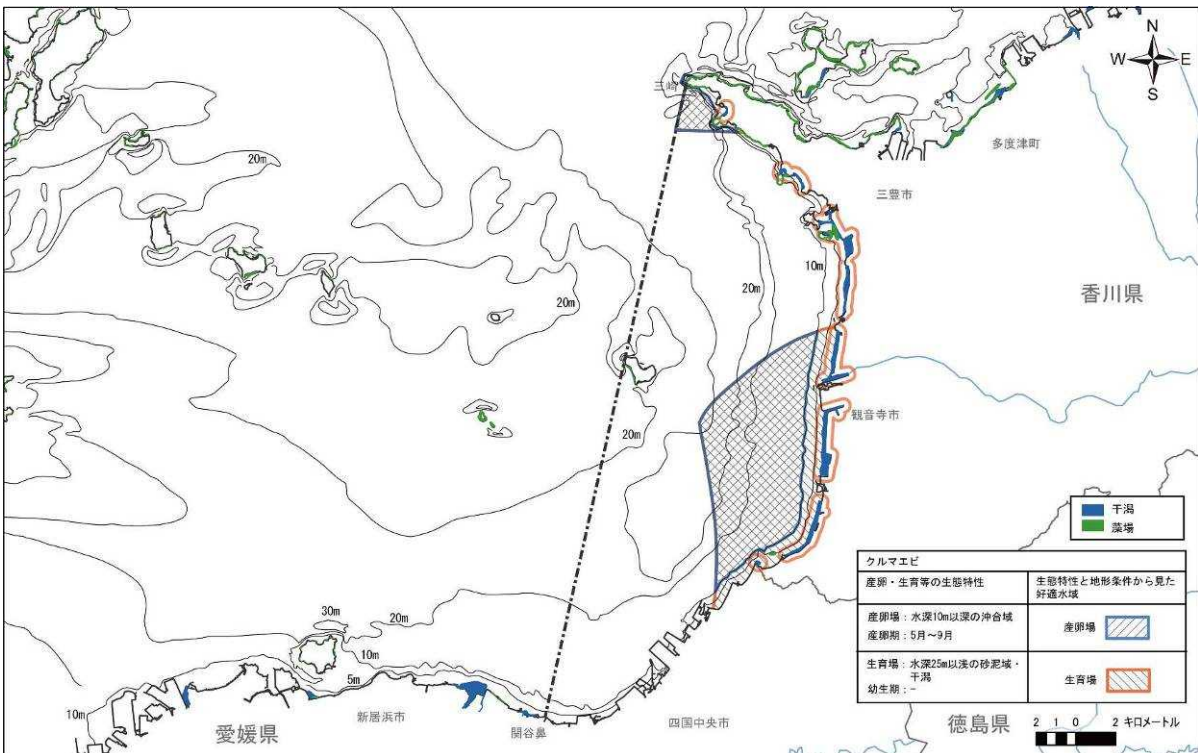 N
W E
S
三崎
多度津町
20m
三豊市
10m
20m
20m
香川県
20m
観音寺市
干潟
藻場
クルマエビ
産卵・生育等の生態特性
生態特性と地形条件から見た
好適水域
産卵場:水深10m以深の沖合域
産卵期:5月～9月
産卵場
生育場:水深25m以浅の砂泥域・
干潟
幼生期:-
生育場
30m
20m
10m
5m
10m
新居浜市
関谷鼻
四国中央市
愛媛県
徳島県
2 1 0 2 キロメートル